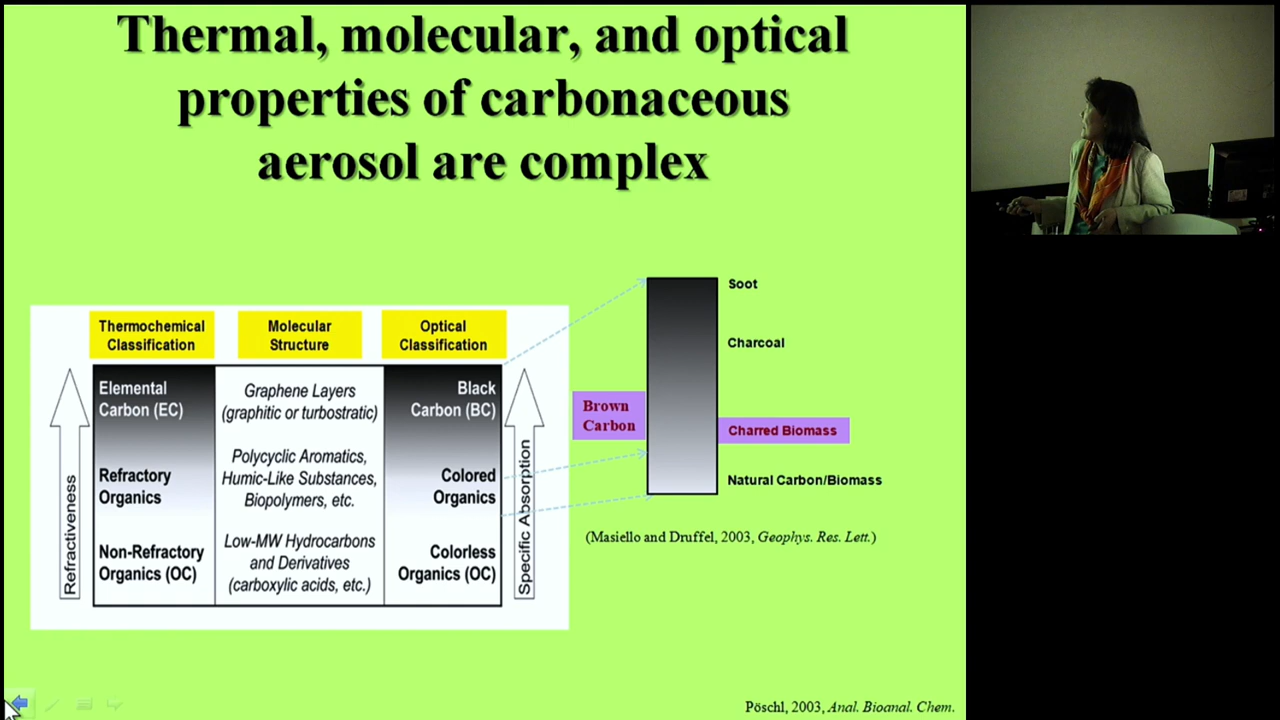 Thermal, molecular, and optical
properties of carbonaceous
aerosol are complex
Thermochemical
Classification
Molecular
Structure
Optical
Classification
Refractiveness
Elemental
Carbon (EC)
Refractory
Organics
Non-Refractory
Organics (OC)
Graphene Layers
(graphitic or turbostratic)
Polycyclic Aromatics,
Humic-Like Substances,
Biopolymers, etc.
Low-MW Hydrocarbons
and Derivatives
(carboxylic acids, etc.)
Black
Carbon (BC)
Colored
Organics
Colorless
Organics (OC)
Specific Absorption
Brown
Carbon
Soot
Charcoal
Charred Biomass
Natural Carbon/Biomass
(Masiello and Druffel, 2003, Geophys. Res. Lett.)
Pöschl, 2003, Anal. Bioanal. Chem.